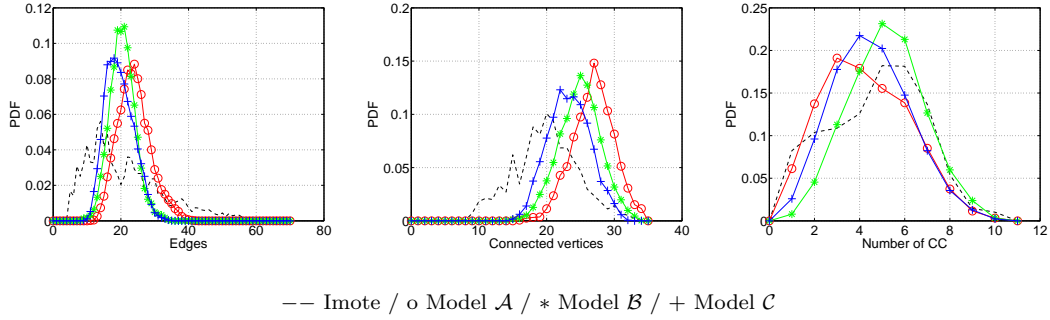 0.12
0.1
0.08
0.06
0.04
0.02
0
PDF
0 20 40 60 80
Edges
0.2
0.15
0.1
0.05
0
PDF
0 10 20 30 40
Connected vertices
0.25
0.20
0.15
0.10
0.05
0
PDF
0 2 4 6 8 10 12
Number of CC
−− Imote / o Model 𝒜 / ∗ Model ℬ / + Model 𝒞